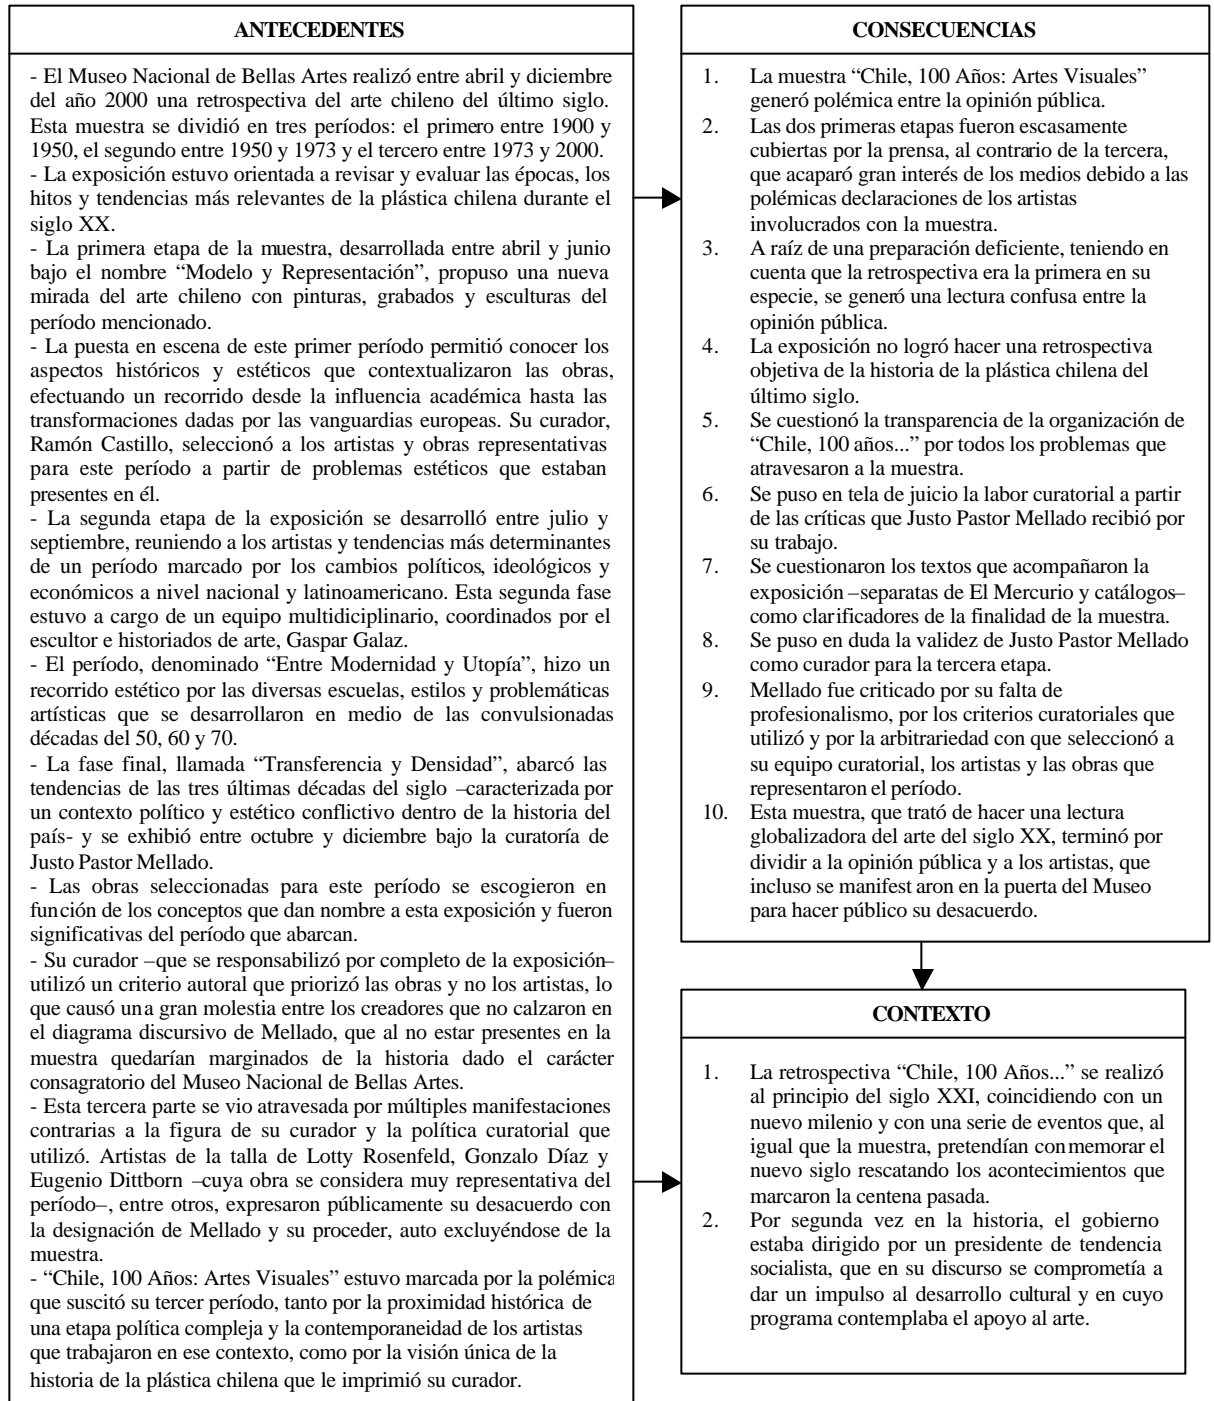 ANTECEDENTES
- El Museo Nacional de Bellas Artes realizó entre abril y diciembre
del año 2000 una retrospectiva del arte chileno del último siglo.
Esta muestra se dividió en tres períodos: el primero entre 1900 y
1950, el segundo entre 1950 y 1973 y el tercero entre 1973 y 2000.
- La exposición estuvo orientada a revisar y evaluar las épocas, los
hitos y tendencias más relevantes de la plástica chilena durante el
siglo XX.
- La primera etapa de la muestra, desarrollada entre abril y junio
bajo el nombre “Modelo y Representación”, propuso una nueva
mirada del arte chileno con pinturas, grabados y esculturas del
período mencionado.
- La puesta en escena de este primer período permitió conocer los
aspectos históricos y estéticos que contextualizaron las obras,
efectuando un recorrido desde la influencia académica hasta las
transformaciones dadas por las vanguardias europeas. Su curador,
Ramón Castillo, seleccionó a los artistas y obras representativas
para este período a partir de problemas estéticos que estaban
presentes en él.
- La segunda etapa de la exposición se desarrolló entre julio y
septiembre, reuniendo a los artistas y tendencias más determinantes
de un período marcado por los cambios políticos, ideológicos y
económicos a nivel nacional y latinoamericano. Esta segunda fase
estuvo a cargo de un equipo multidiciplinario, coordinados por el
escultor e historiados de arte, Gaspar Galaz.
- El período, denominado “Entre Modernidad y Utopía”, hizo un
recorrido estético por las diversas escuelas, estilos y problemáticas
artísticas que se desarrollaron en medio de las convulsionadas
décadas del 50, 60 y 70.
- La fase final, llamada “Transferencia y Densidad”, abarcó las
tendencias de las tres últimas décadas del siglo –caracterizada por
un contexto político y estético conflictivo dentro de la historia del
país- y se exhibió entre octubre y diciembre bajo la curatoría de
Justo Pastor Mellado.
- Las obras seleccionadas para este período se escogieron en
función de los conceptos que dan nombre a esta exposición y fueron
significativas del período que abarcan.
- Su curador –que se responsabilizó por completo de la exposición–
utilizó un criterio autoral que priorizó las obras y no los artistas, lo
que causó una gran molestia entre los creadores que no calzaron en
el diagrama discursivo de Mellado, que al no estar presentes en la
muestra quedarían marginados de la historia dado el carácter
consagratorio del Museo Nacional de Bellas Artes.
- Esta tercera parte se vio atravesada por múltiples manifestaciones
contrarias a la figura de su curador y la política curatorial que
utilizó. Artistas de la talla de Lotty Rosenfeld, Gonzalo Díaz y
Eugenio Dittborn –cuya obra se considera muy representativa del
período–, entre otros, expresaron públicamente su desacuerdo con
la designación de Mellado y su proceder, auto excluyéndose de la
muestra.
- “Chile, 100 Años: Artes Visuales” estuvo marcada por la polémica
que suscitó su tercer período, tanto por la proximidad histórica de
una etapa política compleja y la contemporaneidad de los artistas
que trabajaron en ese contexto, como por la visión única de la
historia de la plástica chilena que le imprimió su curador.
CONSECUENCIAS
1. La muestra “Chile, 100 Años: Artes Visuales”
generó polémica entre la opinión pública.
2. Las dos primeras etapas fueron escasamente
cubiertas por la prensa, al contrario de la tercera,
que acaparó gran interés de los medios debido a las
polémicas declaraciones de los artistas
involucrados con la muestra.
3. A raíz de una preparación deficiente, teniendo en
cuenta que la retrospectiva era la primera en su
especie, se generó una lectura confusa entre la
opinión pública.
4. La exposición no logró hacer una retrospectiva
objetiva de la historia de la plástica chilena del
último siglo.
5. Se cuestionó la transparencia de la organización de
“Chile, 100 años...” por todos los problemas que
atravesaron a la muestra.
6. Se puso en tela de juicio la labor curatorial a partir
de las críticas que Justo Pastor Mellado recibió por
su trabajo.
7. Se cuestionaron los textos que acompañaron la
exposición –separatas de El Mercurio y catálogos–
como clarificadores de la finalidad de la muestra.
8. Se puso en duda la validez de Justo Pastor Mellado
como curador para la tercera etapa.
9. Mellado fue criticado por su falta de
profesionalismo, por los criterios curatoriales que
utilizó y por la arbitrariedad con que seleccionó a
su equipo curatorial, los artistas y las obras que
representaron el período.
10. Esta muestra, que trató de hacer una lectura
globalizadora del arte del siglo XX, terminó por
dividir a la opinión pública y a los artistas, que
incluso se manifest aron en la puerta del Museo
para hacer público su desacuerdo.
CONTEXTO
1. La retrospectiva “Chile, 100 Años...” se realizó
al principio del siglo XXI, coincidiendo con un
nuevo milenio y con una serie de eventos que, al
igual que la muestra, pretendían conmemorar el
nuevo siglo rescatando los acontecimientos que
marcaron la centena pasada.
2. Por segunda vez en la historia, el gobierno
estaba dirigido por un presidente de tendencia
socialista, que en su discurso se comprometía a
dar un impulso al desarrollo cultural y en cuyo
programa contemplaba el apoyo al arte.